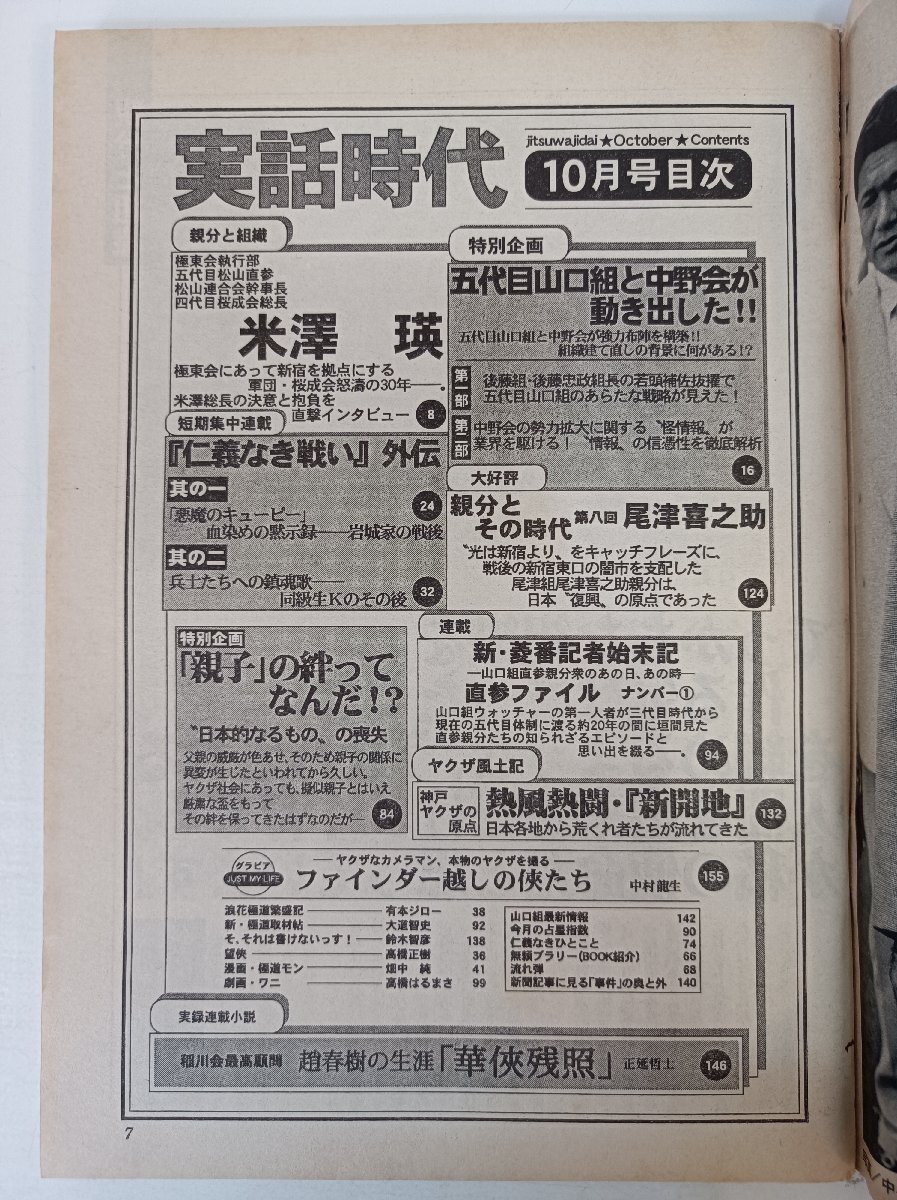 実話時代
jitsuwajidai★October★Contents
10月号目次
親分と組織
極東会執行部
五代目松山直参
松山連合会幹事長
四代目桜成会総長
米澤 瑛
極東会にあって新宿を拠点にする
軍団・桜成会怒濤の30年――。
米澤総長の決意と抱負を
直撃インタビュー 8
特別企画
五代目山口組と中野会が
動き出した!!
五代目山口組と中野会が強力布陣を構築!!
組織建て直しの背景に何がある!?
第一部
後藤組・後藤忠政組長の若頭補佐抜擢で
五代目山口組のあらたな戦略が見えた!
第二部
中野会の勢力拡大に関する〝怪情報〟が
業界を駆ける!〝情報〟の信憑性を徹底解析
16
短期集中連載
『仁義なき戦い』外伝
其の一
24
「悪魔のキューピー」
血染めの黙示録――岩城家の戦後
其の二
兵士たちへの鎮魂歌――
同級生Kのその後 32
大好評
親分と
その時代 第八回 尾津喜之助
〝光は新宿より〟をキャッチフレーズに、
戦後の新宿東口の闇市を支配した
尾津組尾津喜之助親分は、
日本〝復興〟の原点であった 124
特別企画
「親子」の絆って
なんだ!?
〝日本的なるもの〟の喪失
父親の威厳が色あせ、そのため親子の関係に
異変が生じたといわれてから久しい。
ヤクザ社会にあっても、擬似親子とはいえ
厳粛な盃をもって
その絆を保ってきたはずなのだが― 84
連載
新・菱番記者始末記
―山口組直参親分衆のあの日、あの時―
直参ファイル ナンバー①
山口組ウォッチャーの第一人者が三代目時代から
現在の五代目体制に渡る約20年の間に垣間見た
直参親分たちの知られざるエピソードと
思い出を綴る――。 94
ヤクザ風土記
神戸
ヤクザの
原点
熱風熱闘・『新開地』
日本各地から荒くれ者たちが流れてきた
132
グラビア
JUST MY LIFE
――ヤクザなカメラマン、本物のヤクザを撮る――
ファインダー越しの俠たち 中村龍生 155
浪花極道繁盛記 ―― 有本ジロー 38
新・極道取材帖 ―― 大道智史 92
そ、それは書けないっす! ―― 鈴木智彦 138
望俠 ―― 高橋正樹 36
漫画・極道モン ―― 畑中 純 41
劇画・ワニ ―― 高橋はるまさ 99
山口組最新情報 142
今月の占星指数 90
仁義なきひとこと 74
無頼ブラリー(BOOK紹介) 66
流れ弾 68
新聞記事に見る「事件」の奥と外 140
実録連載小説
稲川会最高顧問 趙春樹の生涯「華俠残照」 正延哲士 146
7